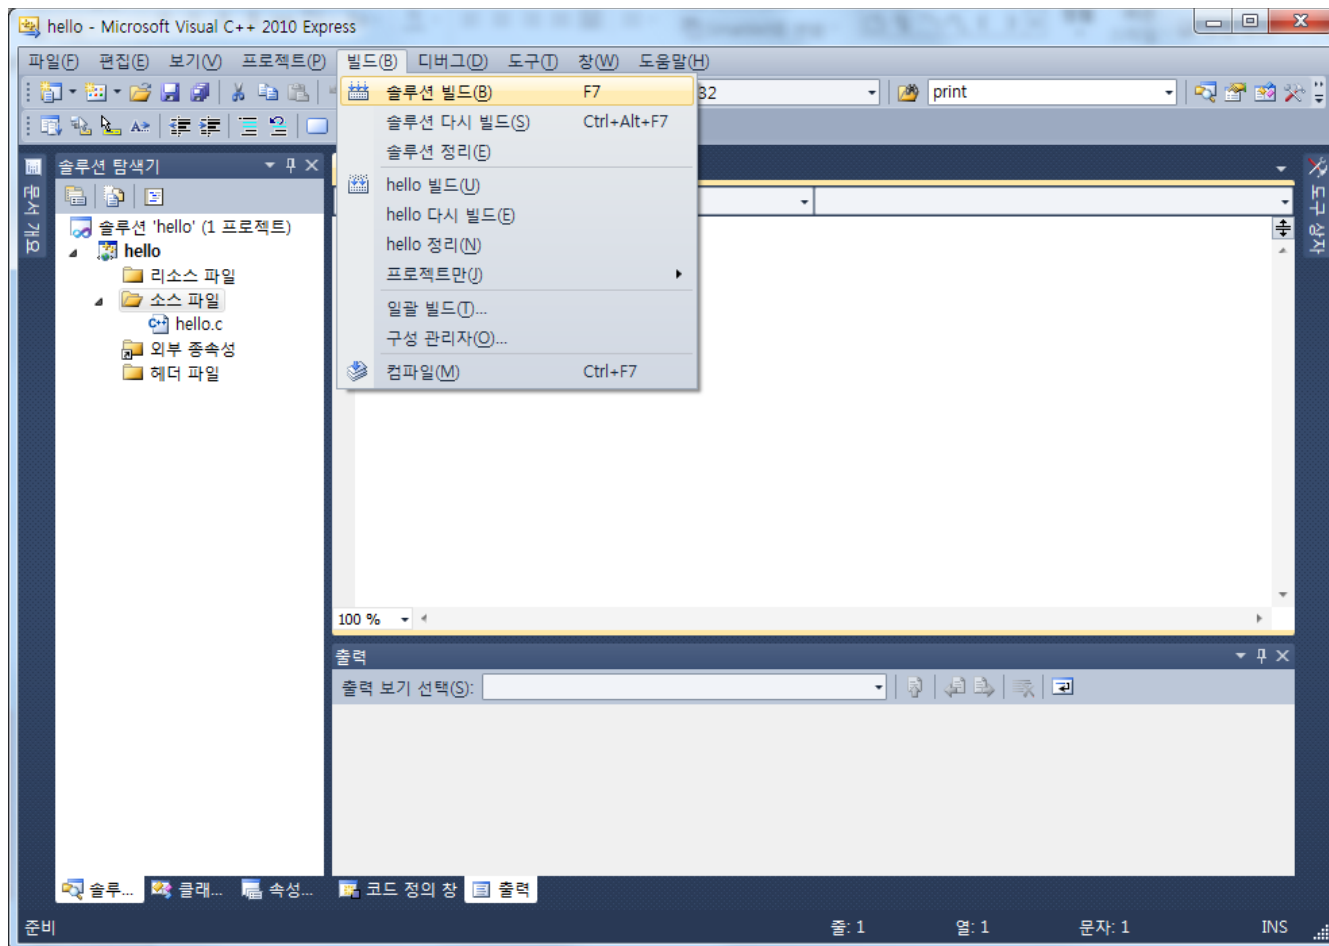 hello - Microsoft Visual C++ 2010 Express
파일(F) 편집(E) 보기(V) 프로젝트(P) 빌드(B) 디버그(D) 도구(T) 창(W) 도움말(H)
솔루션 빌드(B) F7
print
솔루션 다시 빌드(S) Ctrl+Alt+F7
솔루션 정리(E)
hello 빌드(U)
hello 다시 빌드(E)
hello 정리(N)
프로젝트만(J)
일괄 빌드(T)...
구성 관리자(O)...
컴파일(M) Ctrl+F7
문서 개요
솔루션 탐색기
솔루션 'hello' (1 프로젝트)
hello
리소스 파일
소스 파일
hello.c
외부 종속성
헤더 파일
도구 상자
100 %
출력
출력 보기 선택(S):
솔루... 클래... 속성... 코드 정의 창 출력
준비 줄: 1 열: 1 문자: 1 INS